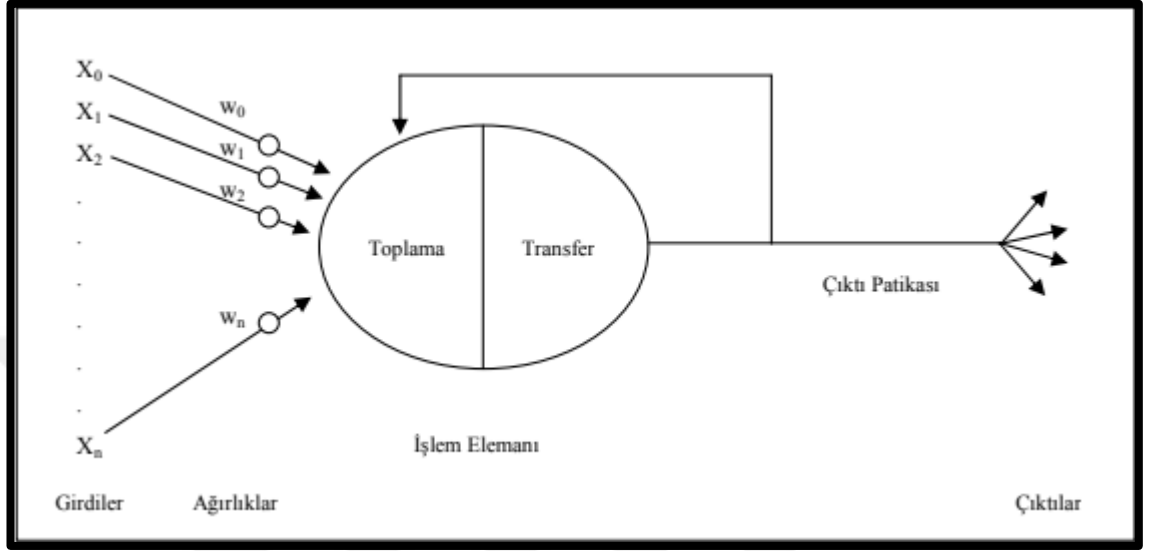 X₀
w₀
X₁
w₁
X₂
w₂
Toplama
Transfer
Çıktı Patikası
wₙ
Xₙ
İşlem Elemanı
Girdiler
Ağırlıklar
Çıktılar